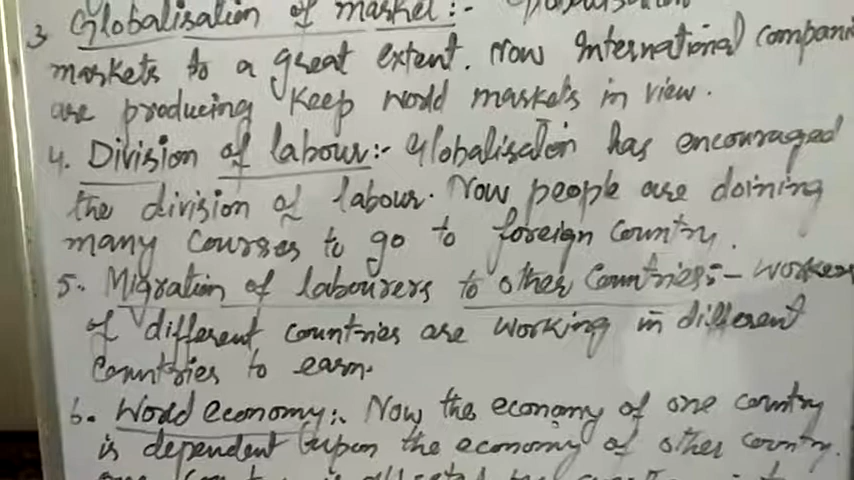 3 Globalisation of market:-
markets to a great extent. Now International compani
are producing keep world markets in view.
4. Division of labour:- Globalisation has encouraged
the division of labour. Now people are doining
many courses to go to foreign country.
5. Migration of labourers to other Countries:- workers
of different countries are working in different
Countries to earn.
6. World economy:- Now the economy of one country
is dependent upon the economy of other country.